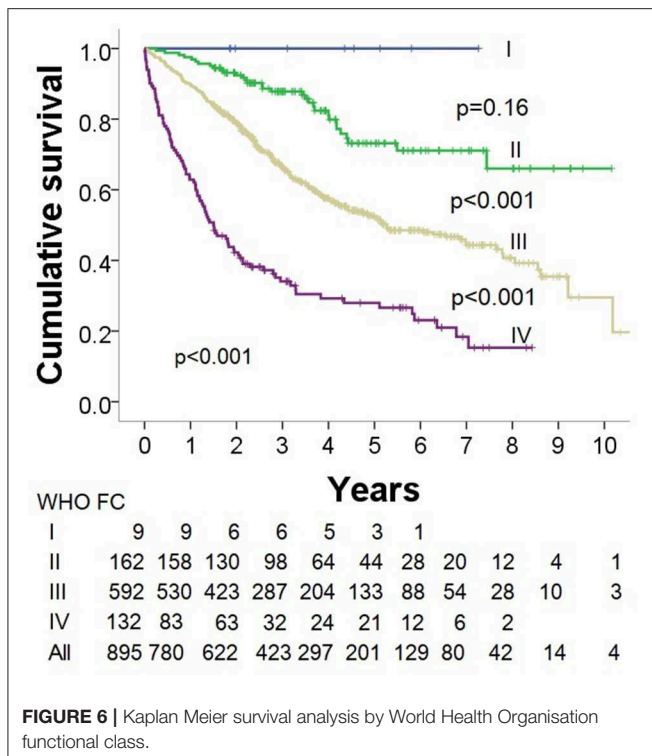 Cumulative survival
1.0
0.8
0.6
0.4
0.2
0.0
I
p=0.16
II
p<0.001
III
p<0.001
IV
p<0.001
0 1 2 3 4 5 6 7 8 9 10
Years
WHO FC
I 9 9 6 6 5 3 1
II 162 158 130 98 64 44 28 20 12 4 1
III 592 530 423 287 204 133 88 54 28 10 3
IV 132 83 63 32 24 21 12 6 2
All 895 780 622 423 297 201 129 80 42 14 4
FIGURE 6 | Kaplan Meier survival analysis by World Health Organisation
functional class.